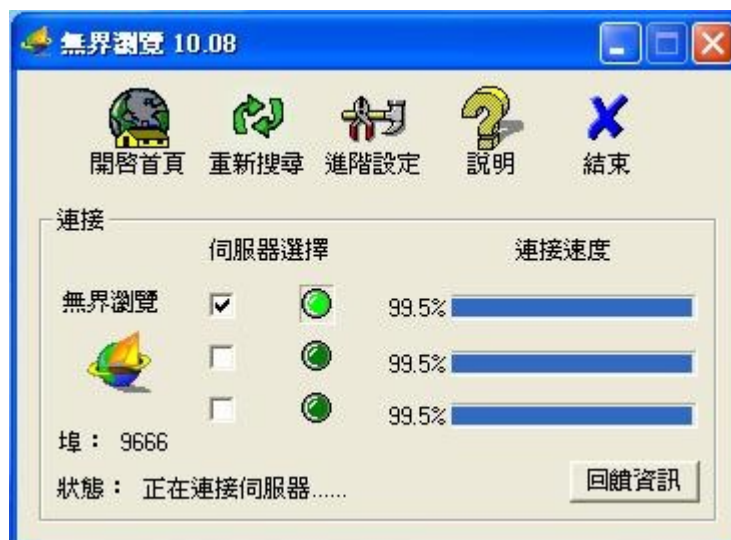 無界瀏覽 10.08
開啟首頁 重新搜尋 進階設定 說明 結束
連接
伺服器選擇 連接速度
無界瀏覽 99.5%
99.5%
99.5%
埠： 9666
狀態： 正在連接伺服器......
回饋資訊